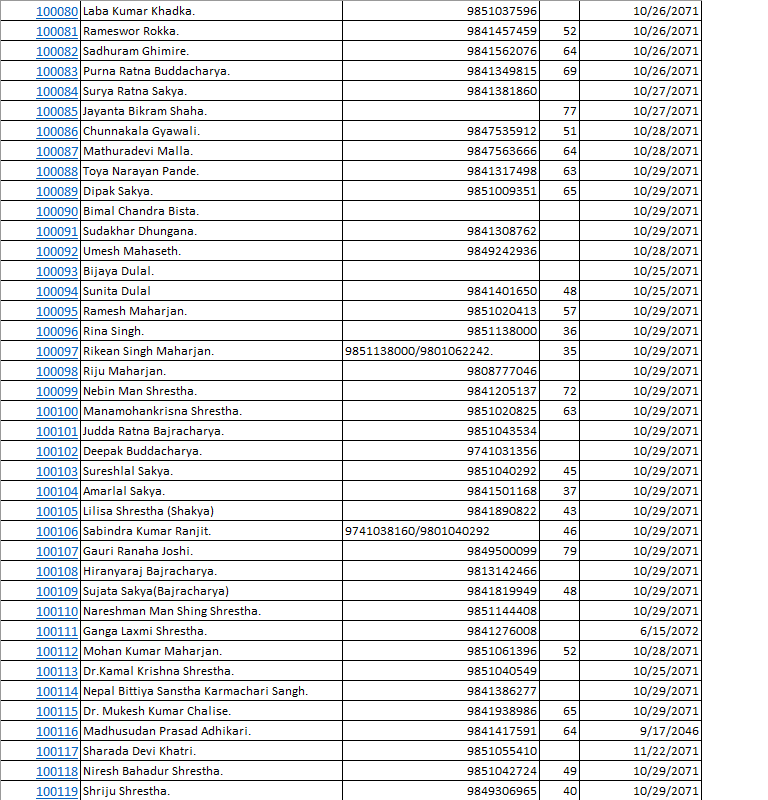 100080 Laba Kumar Khadka. 9851037596 10/26/2071
100081 Rameswor Rokka. 9841457459 52 10/26/2071
100082 Sadhuram Ghimire. 9841562076 64 10/26/2071
100083 Purna Ratna Buddacharya. 9841349815 69 10/26/2071
100084 Surya Ratna Sakya. 9841381860 10/27/2071
100085 Jayanta Bikram Shaha. 77 10/27/2071
100086 Chunnakala Gyawali. 9847535912 51 10/28/2071
100087 Mathuradevi Malla. 9847563666 64 10/28/2071
100088 Toya Narayan Pande. 9841317498 63 10/29/2071
100089 Dipak Sakya. 9851009351 65 10/29/2071
100090 Bimal Chandra Bista. 10/29/2071
100091 Sudakhar Dhungana. 9841308762 10/29/2071
100092 Umesh Mahaseth. 9849242936 10/28/2071
100093 Bijaya Dulal. 10/25/2071
100094 Sunita Dulal 9841401650 48 10/25/2071
100095 Ramesh Maharjan. 9851020413 57 10/29/2071
100096 Rina Singh. 9851138000 36 10/29/2071
100097 Rikean Singh Maharjan. 9851138000/9801062242. 35 10/29/2071
100098 Riju Maharjan. 9808777046 10/29/2071
100099 Nebin Man Shrestha. 9841205137 72 10/29/2071
100100 Manamohankrisna Shrestha. 9851020825 63 10/29/2071
100101 Judda Ratna Bajracharya. 9851043534 10/29/2071
100102 Deepak Buddacharya. 9741031356 10/29/2071
100103 Sureshlal Sakya. 9851040292 45 10/29/2071
100104 Amarlal Sakya. 9841501168 37 10/29/2071
100105 Lilisa Shrestha (Shakya) 9841890822 43 10/29/2071
100106 Sabindra Kumar Ranjit. 9741038160/9801040292 46 10/29/2071
100107 Gauri Ranaha Joshi. 9849500099 79 10/29/2071
100108 Hiranyaraj Bajracharya. 9813142466 10/29/2071
100109 Sujata Sakya(Bajracharya) 9841819949 48 10/29/2071
100110 Nareshman Man Shing Shrestha. 9851144408 10/29/2071
100111 Ganga Laxmi Shrestha. 9841276008 6/15/2072
100112 Mohan Kumar Maharjan. 9851061396 52 10/28/2071
100113 Dr.Kamal Krishna Shrestha. 9851040549 10/25/2071
100114 Nepal Bittiya Sanstha Karmachari Sangh. 9841386277 10/29/2071
100115 Dr. Mukesh Kumar Chalise. 9841938986 65 10/29/2071
100116 Madhusudan Prasad Adhikari. 9841417591 64 9/17/2046
100117 Sharada Devi Khatri. 9851055410 11/22/2071
100118 Niresh Bahadur Shrestha. 9851042724 49 10/29/2071
100119 Shriju Shrestha. 9849306965 40 10/29/2071